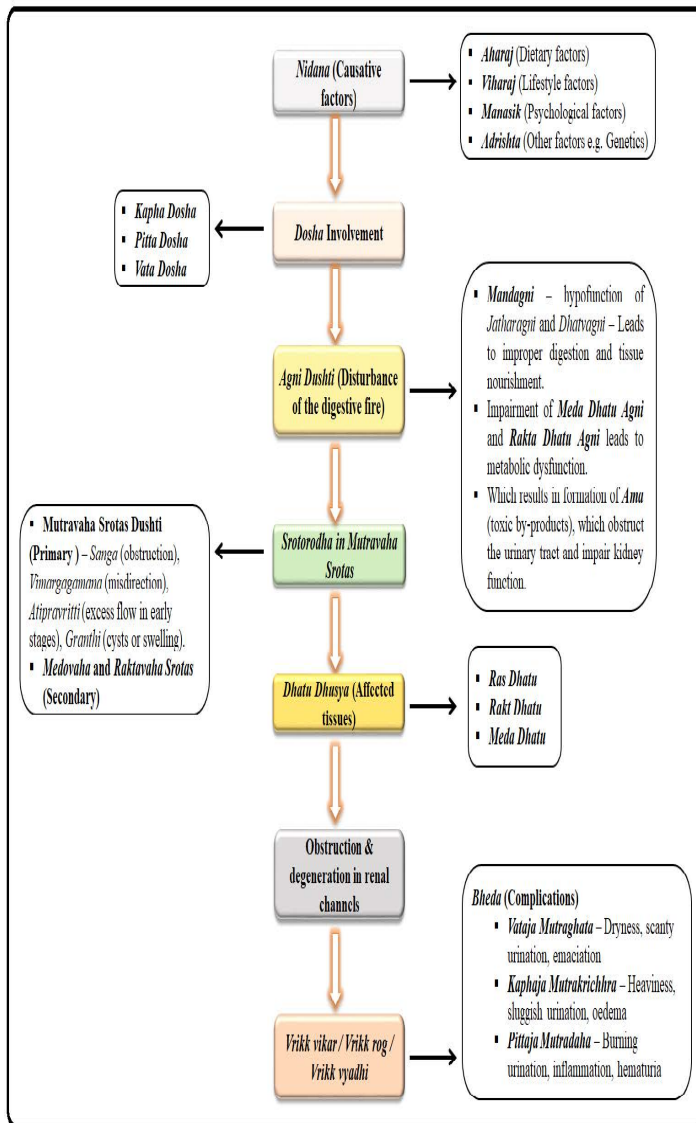 Nidana (Causative
factors)
▪ Aharaj (Dietary factors)
▪ Viharaj (Lifestyle factors)
▪ Manasik (Psychological factors)
▪ Adrishta (Other factors e.g. Genetics)
Dosha Involvement
▪ Kapha Dosha
▪ Pitta Dosha
▪ Vata Dosha
Agni Dushti (Disturbance
of the digestive fire)
▪ Mandagni – hypofunction of
Jatharagni and Dhatvagni – Leads
to improper digestion and tissue
nourishment.
▪ Impairment of Meda Dhatu Agni
and Rakta Dhatu Agni leads to
metabolic dysfunction.
▪ Which results in formation of Ama
(toxic by-products), which obstruct
the urinary tract and impair kidney
function.
Srotorodha in Mutravaha
Srotas
▪ Mutravaha Srotas Dushti
(Primary ) – Sanga (obstruction),
Vimargagamana (misdirection),
Atipravritti (excess flow in early
stages), Granthi (cysts or swelling).
▪ Medovaha and Raktavaha Srotas
(Secondary)
Dhatu Dhusya (Affected
tissues)
▪ Ras Dhatu
▪ Rakt Dhatu
▪ Meda Dhatu
Obstruction &
degeneration in renal
channels
Vrikk vikar / Vrikk rog /
Vrikk vyadhi
Bheda (Complications)
▪ Vataja Mutraghata – Dryness, scanty
urination, emaciation
▪ Kaphaja Mutrakrichhra – Heaviness,
sluggish urination, oedema
▪ Pittaja Mutradaha – Burning
urination, inflammation, hematuria